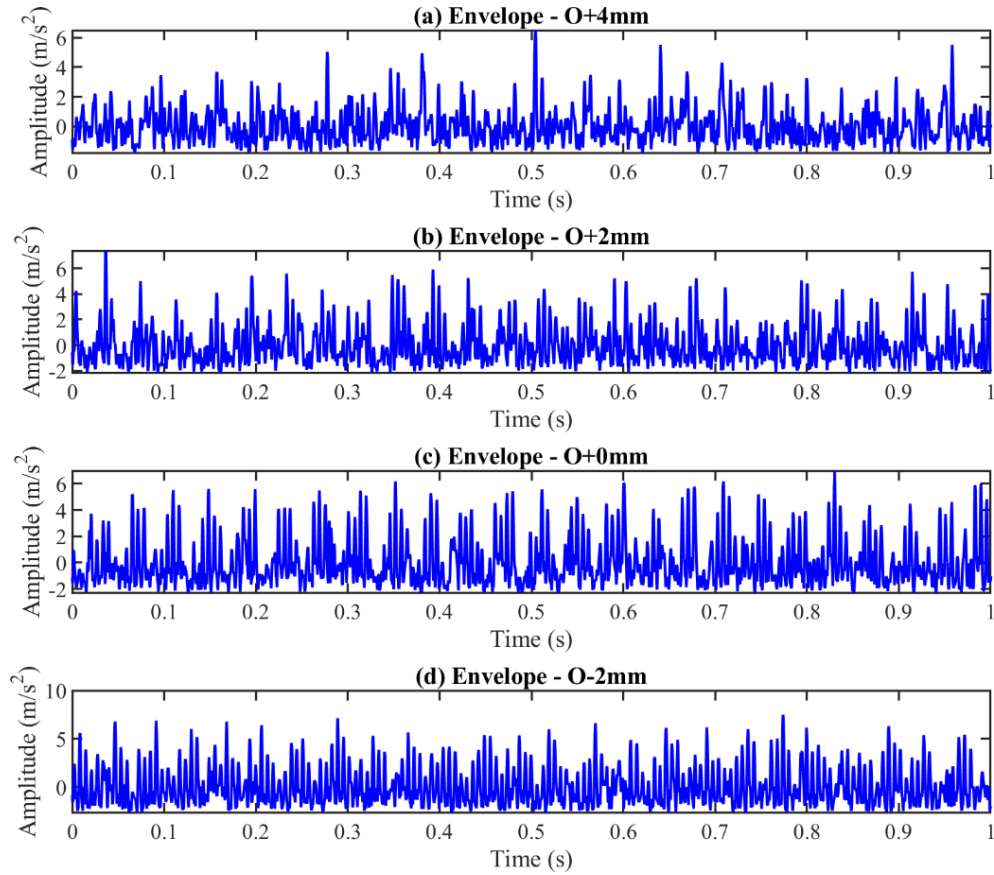 (a) Envelope - O+4mm
Amplitude (m/s²)
6
4
2
0
0 0.1 0.2 0.3 0.4 0.5 0.6 0.7 0.8 0.9 1
Time (s)
(b) Envelope - O+2mm
Amplitude (m/s²)
6
4
2
0
-2
0 0.1 0.2 0.3 0.4 0.5 0.6 0.7 0.8 0.9 1
Time (s)
(c) Envelope - O+0mm
Amplitude (m/s²)
6
4
2
0
-2
0 0.1 0.2 0.3 0.4 0.5 0.6 0.7 0.8 0.9 1
Time (s)
(d) Envelope - O-2mm
Amplitude (m/s²)
10
5
0
0 0.1 0.2 0.3 0.4 0.5 0.6 0.7 0.8 0.9 1
Time (s)